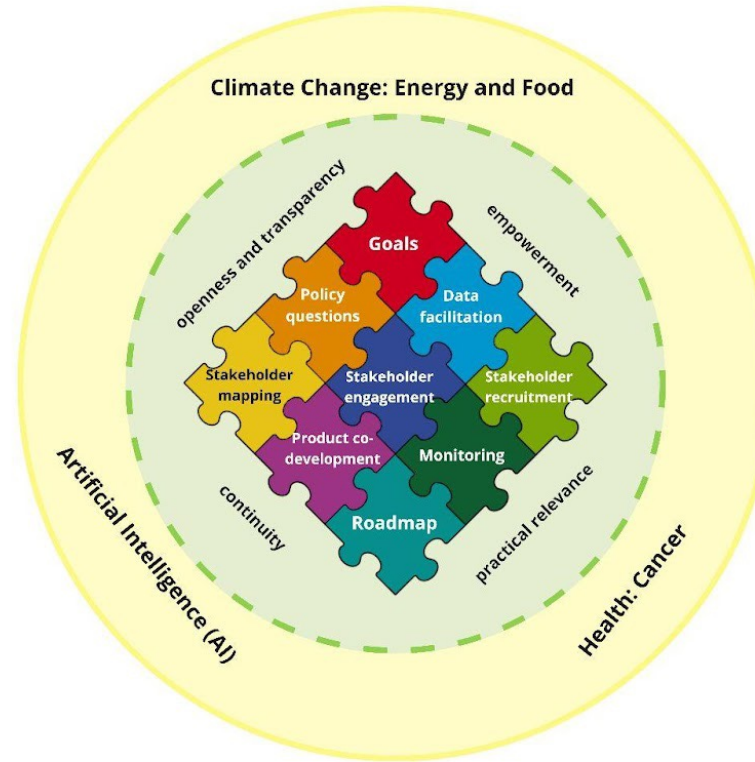 Climate Change: Energy and Food
openness and transparency
empowerment
Goals
Policy
questions
Data
facilitation
Stakeholder
mapping
Stakeholder
engagement
Stakeholder
recruitment
Product co-
development
Monitoring
Roadmap
continuity
practical relevance
Artificial Intelligence (AI)
Health: Cancer